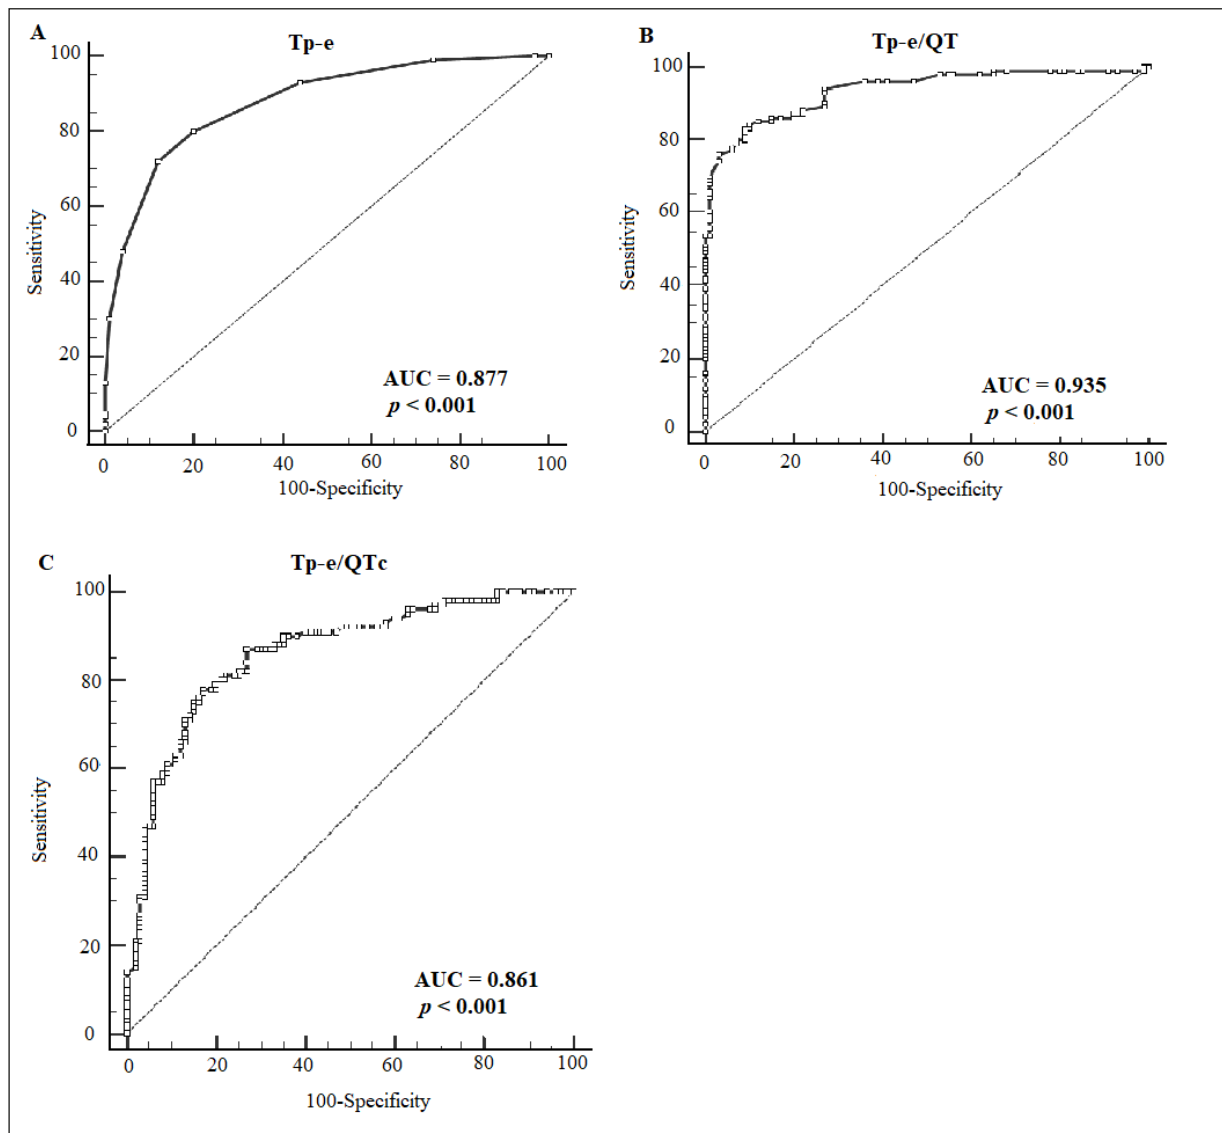 A
Tp-e
100
80
60
40
20
0
Sensitivity
0 20 40 60 80 100
100-Specificity
AUC = 0.877
p < 0.001
B
Tp-e/QT
100
80
60
40
20
0
Sensitivity
0 20 40 60 80 100
100-Specificity
AUC = 0.935
p < 0.001
C
Tp-e/QTc
100
80
60
40
20
0
Sensitivity
0 20 40 60 80 100
100-Specificity
AUC = 0.861
p < 0.001